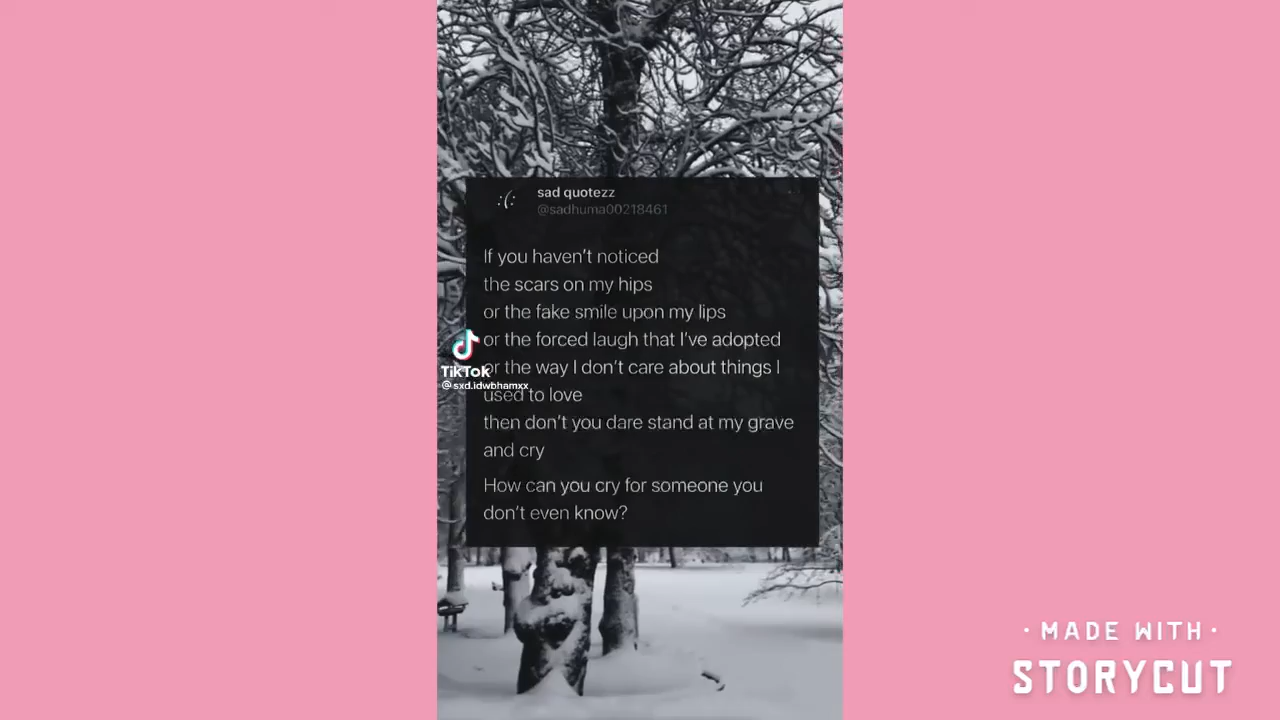 sad quotezz
@sadhuma00218461
If you haven't noticed
the scars on my hips
or the fake smile upon my lips
or the forced laugh that I've adopted
or the way I don't care about things I
used to love
then don't you dare stand at my grave
and cry
How can you cry for someone you
don't even know?
TikTok
@sxd.idwbhamxx
· MADE WITH ·
STORYCUT